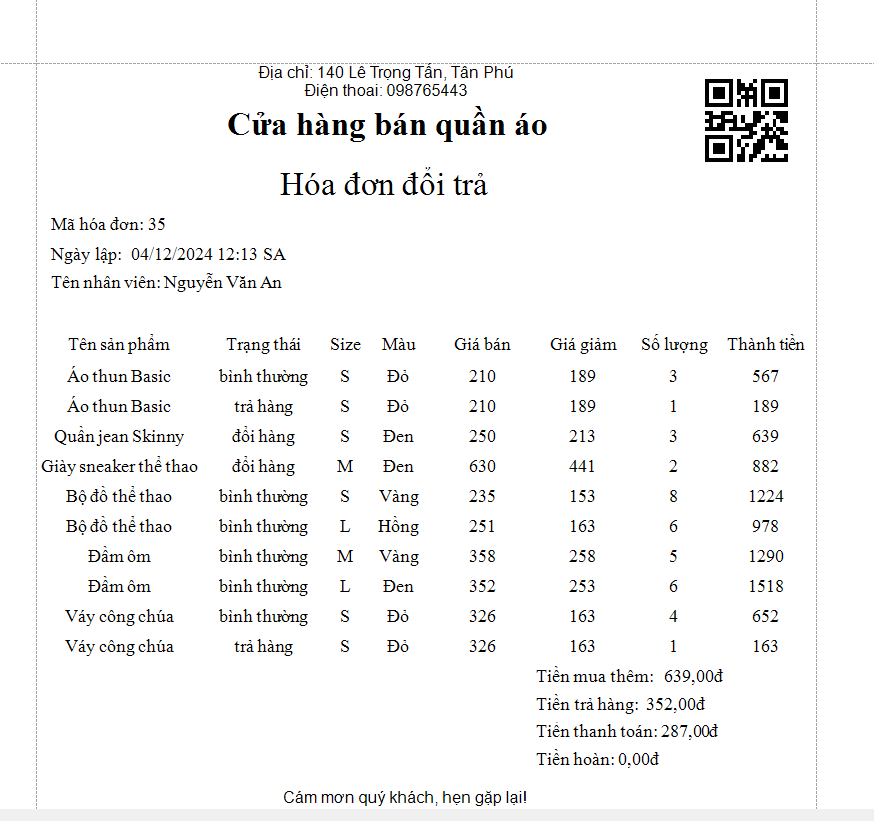 Địa chỉ: 140 Lê Trọng Tấn, Tân Phú
Điện thoai: 098765443
Cửa hàng bán quần áo
Hóa đơn đổi trả
Mã hóa đơn: 35
Ngày lập: 04/12/2024 12:13 SA
Tên nhân viên: Nguyễn Văn An
Tên sản phẩm Trạng thái Size Màu Giá bán Giá giảm Số lượng Thành tiền
Áo thun Basic bình thường S Đỏ 210 189 3 567
Áo thun Basic trả hàng S Đỏ 210 189 1 189
Quần jean Skinny đổi hàng S Đen 250 213 3 639
Giày sneaker thể thao đổi hàng M Đen 630 441 2 882
Bộ đồ thể thao bình thường S Vàng 235 153 8 1224
Bộ đồ thể thao bình thường L Hồng 251 163 6 978
Đầm ôm bình thường M Vàng 358 258 5 1290
Đầm ôm bình thường L Đen 352 253 6 1518
Váy công chúa bình thường S Đỏ 326 163 4 652
Váy công chúa trả hàng S Đỏ 326 163 1 163
Tiền mua thêm: 639,00đ
Tiền trả hàng: 352,00đ
Tiền thanh toán: 287,00đ
Tiền hoàn: 0,00đ
Cám mơn quý khách, hẹn gặp lại!